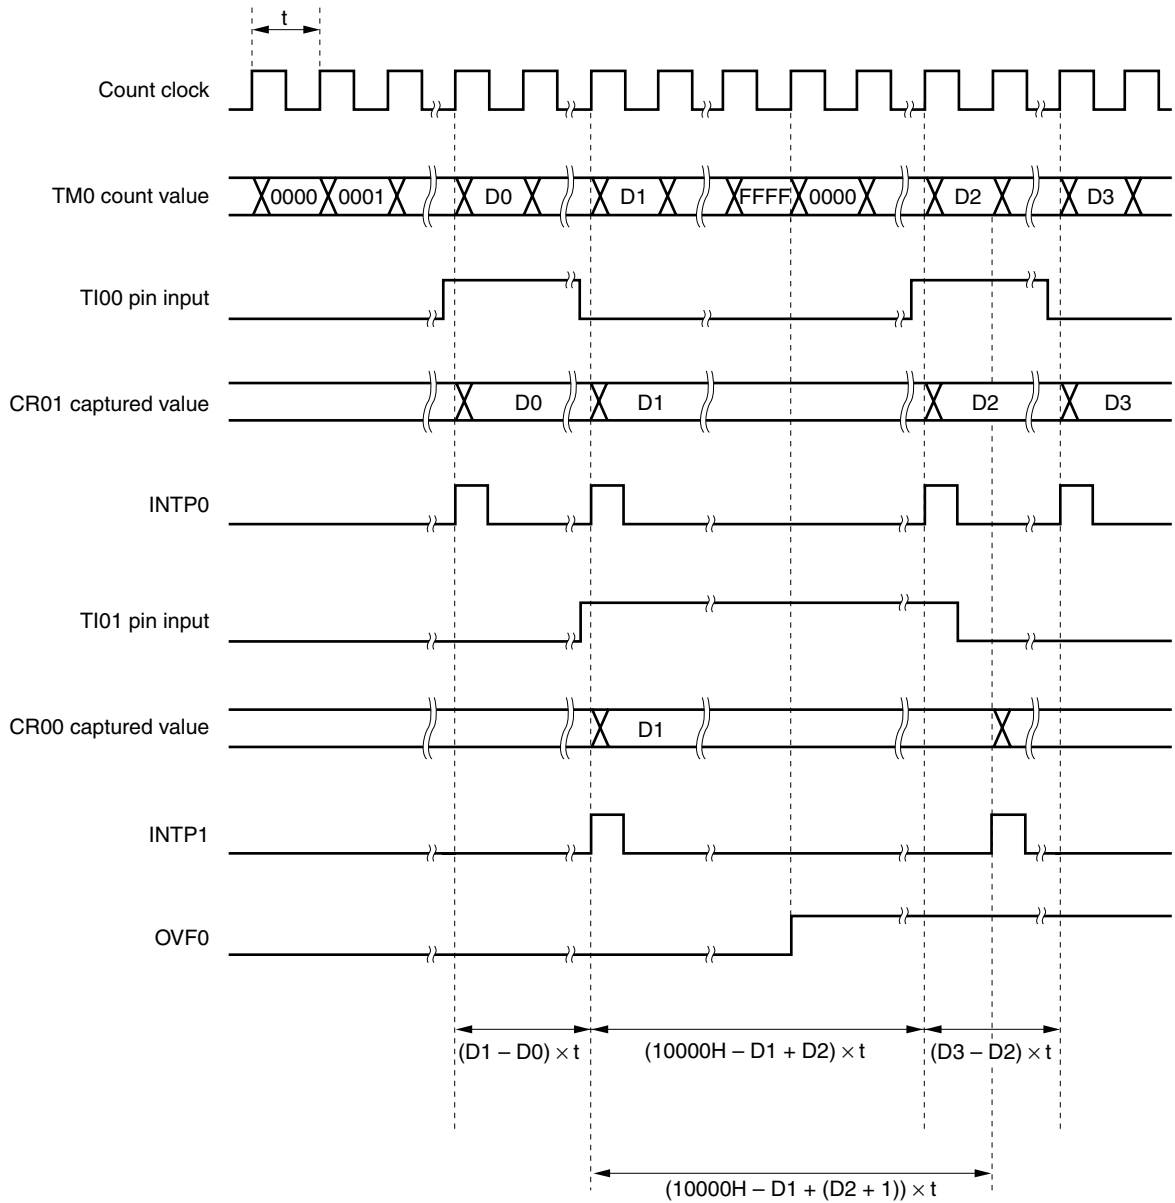 t
Count clock
TM0 count value 0000 0001 D0 D1 FFFF 0000 D2 D3
TI00 pin input
CR01 captured value D0 D1 D2 D3
INTP0
TI01 pin input
CR00 captured value D1
INTP1
OVF0
(D1 – D0) × t (10000H – D1 + D2) × t (D3 – D2) × t
(10000H – D1 + (D2 + 1)) × t